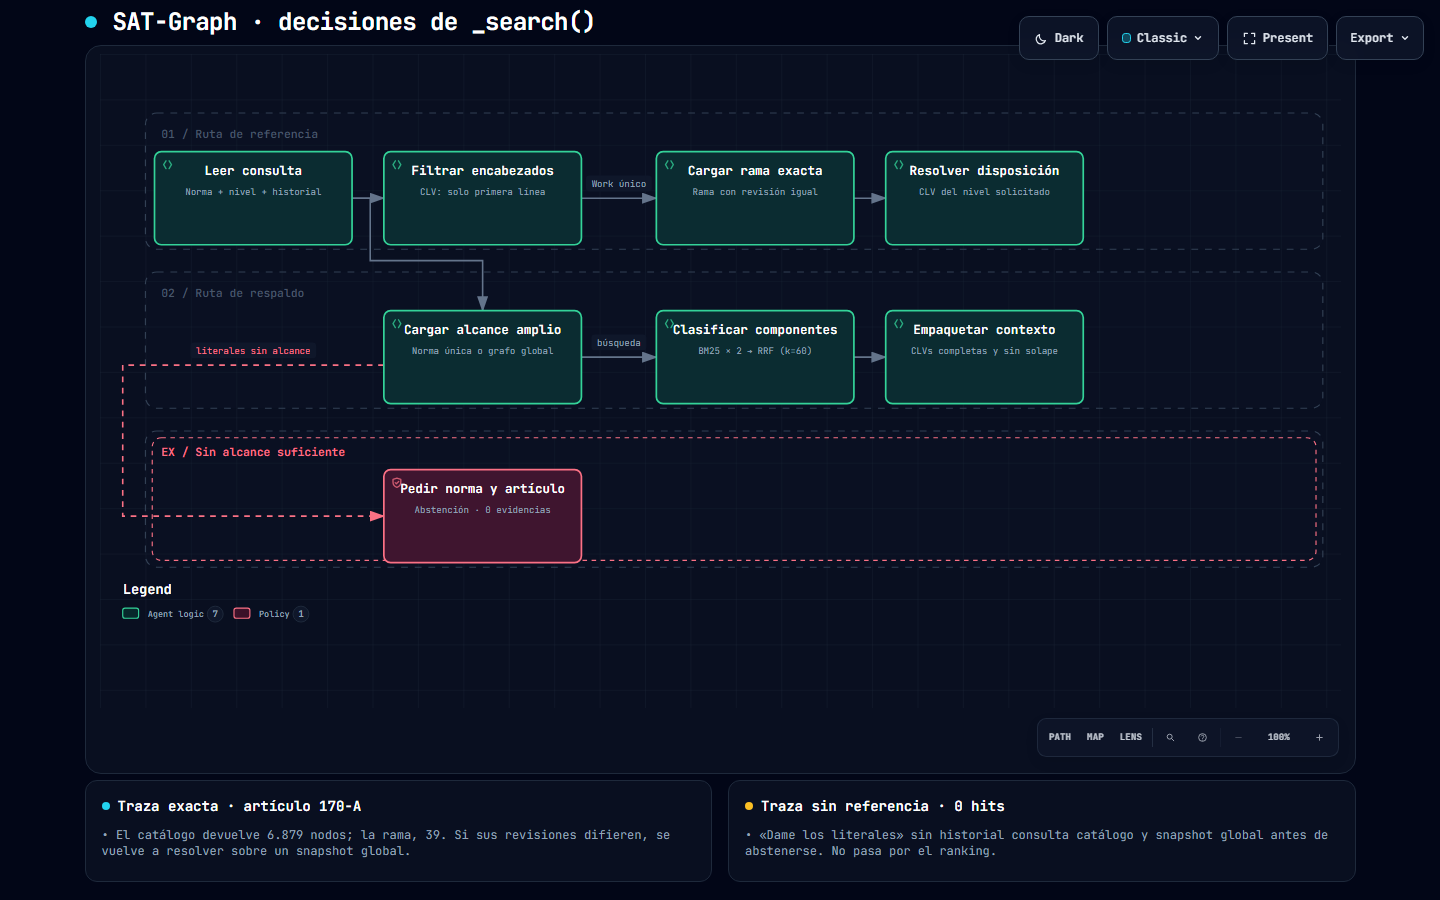 SAT-Graph · decisiones de _search()
Dark
Classic
Present
Export
01 / Ruta de referencia
Leer consulta
Norma + nivel + historial
Filtrar encabezados
CLV: solo primera línea
Work único
Cargar rama exacta
Rama con revisión igual
Resolver disposición
CLV del nivel solicitado
02 / Ruta de respaldo
Cargar alcance amplio
Norma única o grafo global
búsqueda
Clasificar componentes
BM25 × 2 → RRF (k=60)
Empaquetar contexto
CLVs completas y sin solape
literales sin alcance
EX / Sin alcance suficiente
Pedir norma y artículo
Abstención · 0 evidencias
Legend
Agent logic 7
Policy 1
PATH MAP LENS
100%
Traza exacta · artículo 170-A
• El catálogo devuelve 6.879 nodos; la rama, 39. Si sus revisiones difieren, se
vuelve a resolver sobre un snapshot global.
Traza sin referencia · 0 hits
• «Dame los literales» sin historial consulta catálogo y snapshot global antes de
abstenerse. No pasa por el ranking.